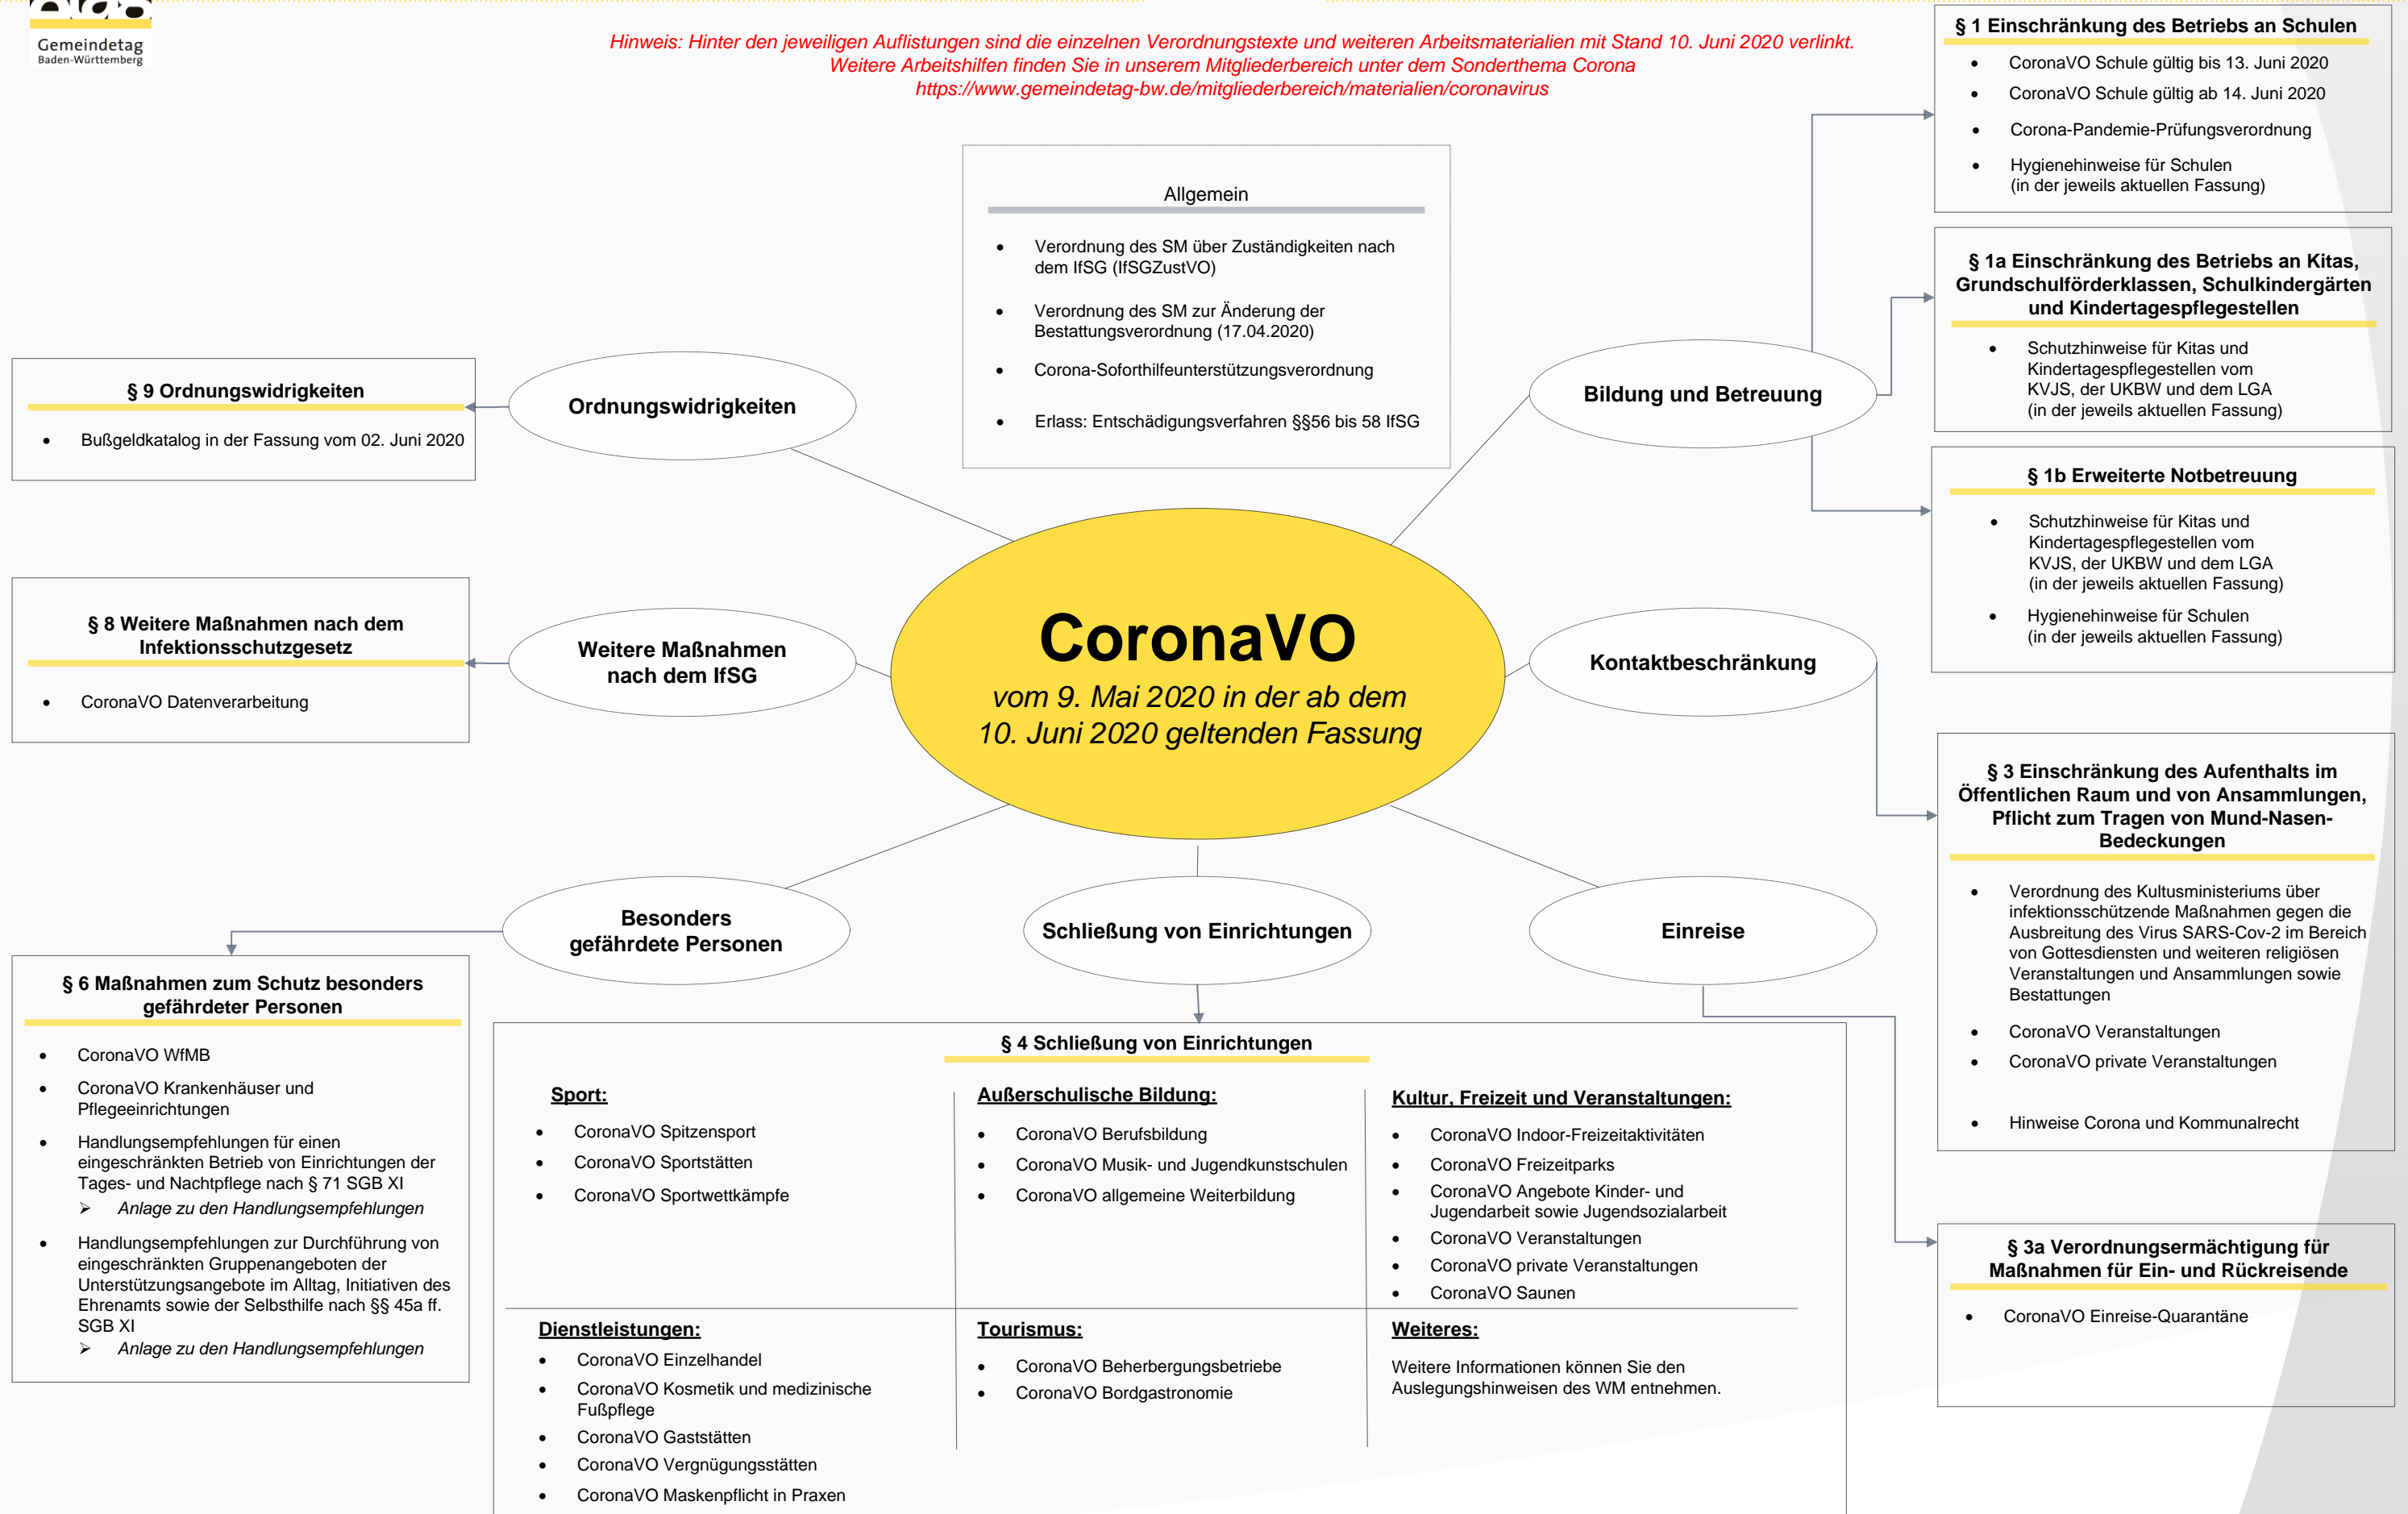 Gemeindetag
Baden-Württemberg
Hinweis: Hinter den jeweiligen Auflistungen sind die einzelnen Verordnungstexte und weiteren Arbeitsmaterialien mit Stand 10. Juni 2020 verlinkt.
Weitere Arbeitshilfen finden Sie in unserem Mitgliederbereich unter dem Sonderthema Corona
https://www.gemeindetag-bw.de/mitgliederbereich/materialien/coronavirus
§ 1 Einschränkung des Betriebs an Schulen
• CoronaVO Schule gültig bis 13. Juni 2020
• CoronaVO Schule gültig ab 14. Juni 2020
• Corona-Pandemie-Prüfungsverordnung
• Hygienehinweise für Schulen
(in der jeweils aktuellen Fassung)
Allgemein
• Verordnung des SM über Zuständigkeiten nach
dem IfSG (IfSGZustVO)
• Verordnung des SM zur Änderung der
Bestattungsverordnung (17.04.2020)
• Corona-Soforthilfeunterstützungsverordnung
• Erlass: Entschädigungsverfahren §§56 bis 58 IfSG
§ 1a Einschränkung des Betriebs an Kitas,
Grundschulförderklassen, Schulkindergärten
und Kindertagespflegestellen
• Schutzhinweise für Kitas und
Kindertagespflegestellen vom
KVJS, der UKBW und dem LGA
(in der jeweils aktuellen Fassung)
Bildung und Betreuung
Ordnungswidrigkeiten
§ 9 Ordnungswidrigkeiten
• Bußgeldkatalog in der Fassung vom 02. Juni 2020
§ 1b Erweiterte Notbetreuung
• Schutzhinweise für Kitas und
Kindertagespflegestellen vom
KVJS, der UKBW und dem LGA
(in der jeweils aktuellen Fassung)
• Hygienehinweise für Schulen
(in der jeweils aktuellen Fassung)
§ 8 Weitere Maßnahmen nach dem
Infektionsschutzgesetz
• CoronaVO Datenverarbeitung
Weitere Maßnahmen
nach dem IfSG
CoronaVO
vom 9. Mai 2020 in der ab dem
10. Juni 2020 geltenden Fassung
Kontaktbeschränkung
§ 3 Einschränkung des Aufenthalts im
Öffentlichen Raum und von Ansammlungen,
Pflicht zum Tragen von Mund-Nasen-
Bedeckungen
• Verordnung des Kultusministeriums über
infektionsschützende Maßnahmen gegen die
Ausbreitung des Virus SARS-Cov-2 im Bereich
von Gottesdiensten und weiteren religiösen
Veranstaltungen und Ansammlungen sowie
Bestattungen
• CoronaVO Veranstaltungen
• CoronaVO private Veranstaltungen
• Hinweise Corona und Kommunalrecht
Besonders
gefährdete Personen
Schließung von Einrichtungen
Einreise
§ 6 Maßnahmen zum Schutz besonders
gefährdeter Personen
• CoronaVO WfMB
• CoronaVO Krankenhäuser und
Pflegeeinrichtungen
• Handlungsempfehlungen für einen
eingeschränkten Betrieb von Einrichtungen der
Tages- und Nachtpflege nach § 71 SGB XI
➢ Anlage zu den Handlungsempfehlungen
• Handlungsempfehlungen zur Durchführung von
eingeschränkten Gruppenangeboten der
Unterstützungsangebote im Alltag, Initiativen des
Ehrenamts sowie der Selbsthilfe nach §§ 45a ff.
SGB XI
➢ Anlage zu den Handlungsempfehlungen
§ 4 Schließung von Einrichtungen
Sport:
• CoronaVO Spitzensport
• CoronaVO Sportstätten
• CoronaVO Sportwettkämpfe
Außerschulische Bildung:
• CoronaVO Berufsbildung
• CoronaVO Musik- und Jugendkunstschulen
• CoronaVO allgemeine Weiterbildung
Kultur, Freizeit und Veranstaltungen:
• CoronaVO Indoor-Freizeitaktivitäten
• CoronaVO Freizeitparks
• CoronaVO Angebote Kinder- und
Jugendarbeit sowie Jugendsozialarbeit
• CoronaVO Veranstaltungen
• CoronaVO private Veranstaltungen
• CoronaVO Saunen
Dienstleistungen:
• CoronaVO Einzelhandel
• CoronaVO Kosmetik und medizinische
Fußpflege
• CoronaVO Gaststätten
• CoronaVO Vergnügungsstätten
• CoronaVO Maskenpflicht in Praxen
Tourismus:
• CoronaVO Beherbergungsbetriebe
• CoronaVO Bordgastronomie
Weiteres:
Weitere Informationen können Sie den
Auslegungshinweisen des WM entnehmen.
§ 3a Verordnungsermächtigung für
Maßnahmen für Ein- und Rückreisende
• CoronaVO Einreise-Quarantäne